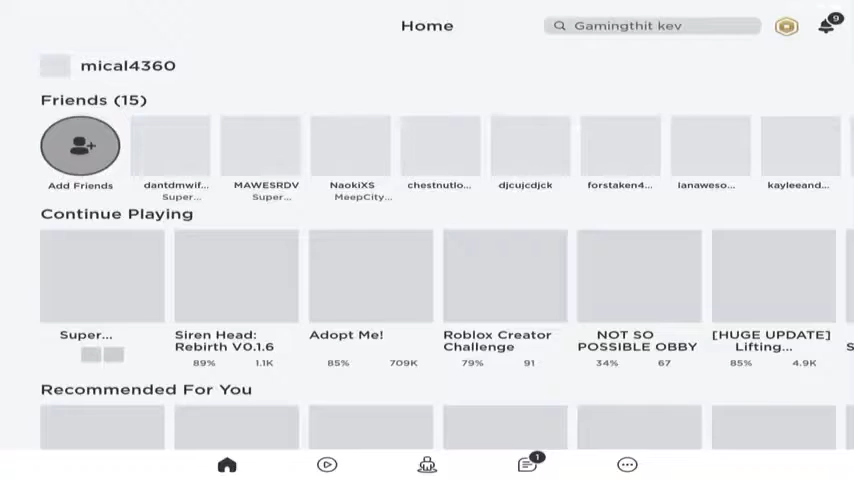 Home
Gamingthit kev
9
mical4360
Friends (15)
Add Friends
dantdmwif...
Super...
MAWESRDV
Super...
NaokiXS
MeepCity...
chestnutlo...
djcujcdjck
forstaken4...
lanaweso...
kayleeand...
Continue Playing
Super...
Siren Head:
Rebirth V0.1.6
89% 1.1K
Adopt Me!
85% 709K
Roblox Creator
Challenge
79% 91
NOT SO
POSSIBLE OBBY
34% 67
[HUGE UPDATE]
Lifting...
85% 4.9K
S
Recommended For You
1